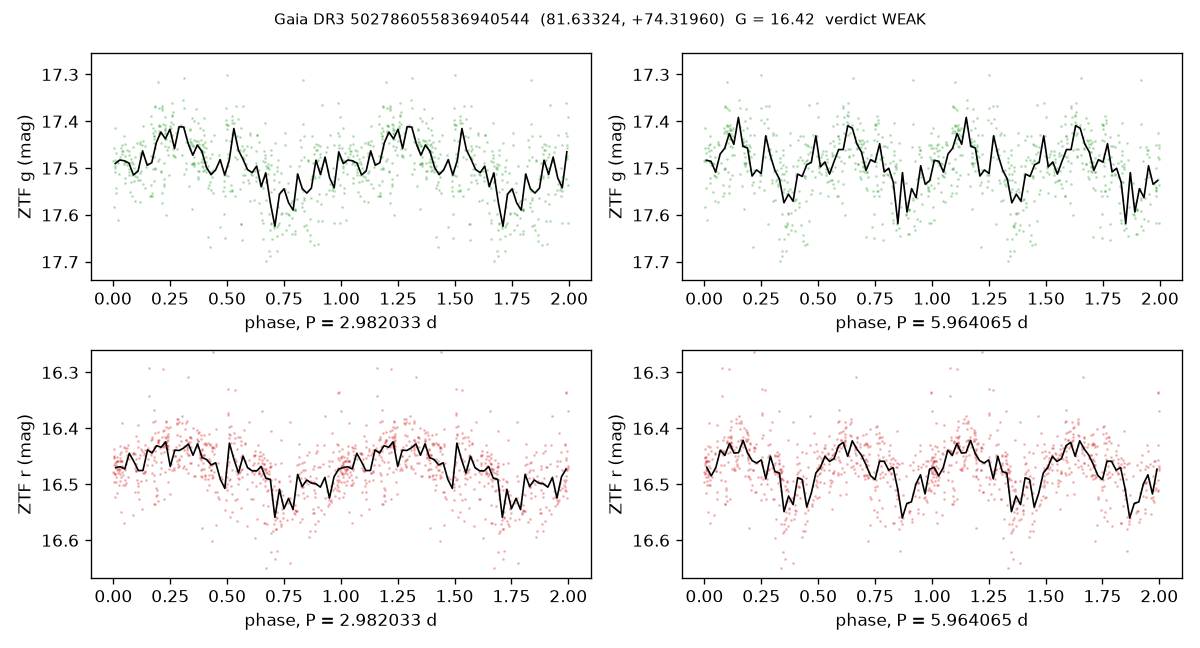 Gaia DR3 502786055836940544  (81.63324, +74.31960)  G = 16.42  verdict WEAK
ZTF g (mag)
17.3
17.4
17.5
17.6
17.7
0.00 0.25 0.50 0.75 1.00 1.25 1.50 1.75 2.00
phase, P = 2.982033 d
ZTF g (mag)
17.3
17.4
17.5
17.6
17.7
0.00 0.25 0.50 0.75 1.00 1.25 1.50 1.75 2.00
phase, P = 5.964065 d
ZTF r (mag)
16.3
16.4
16.5
16.6
0.00 0.25 0.50 0.75 1.00 1.25 1.50 1.75 2.00
phase, P = 2.982033 d
ZTF r (mag)
16.3
16.4
16.5
16.6
0.00 0.25 0.50 0.75 1.00 1.25 1.50 1.75 2.00
phase, P = 5.964065 d